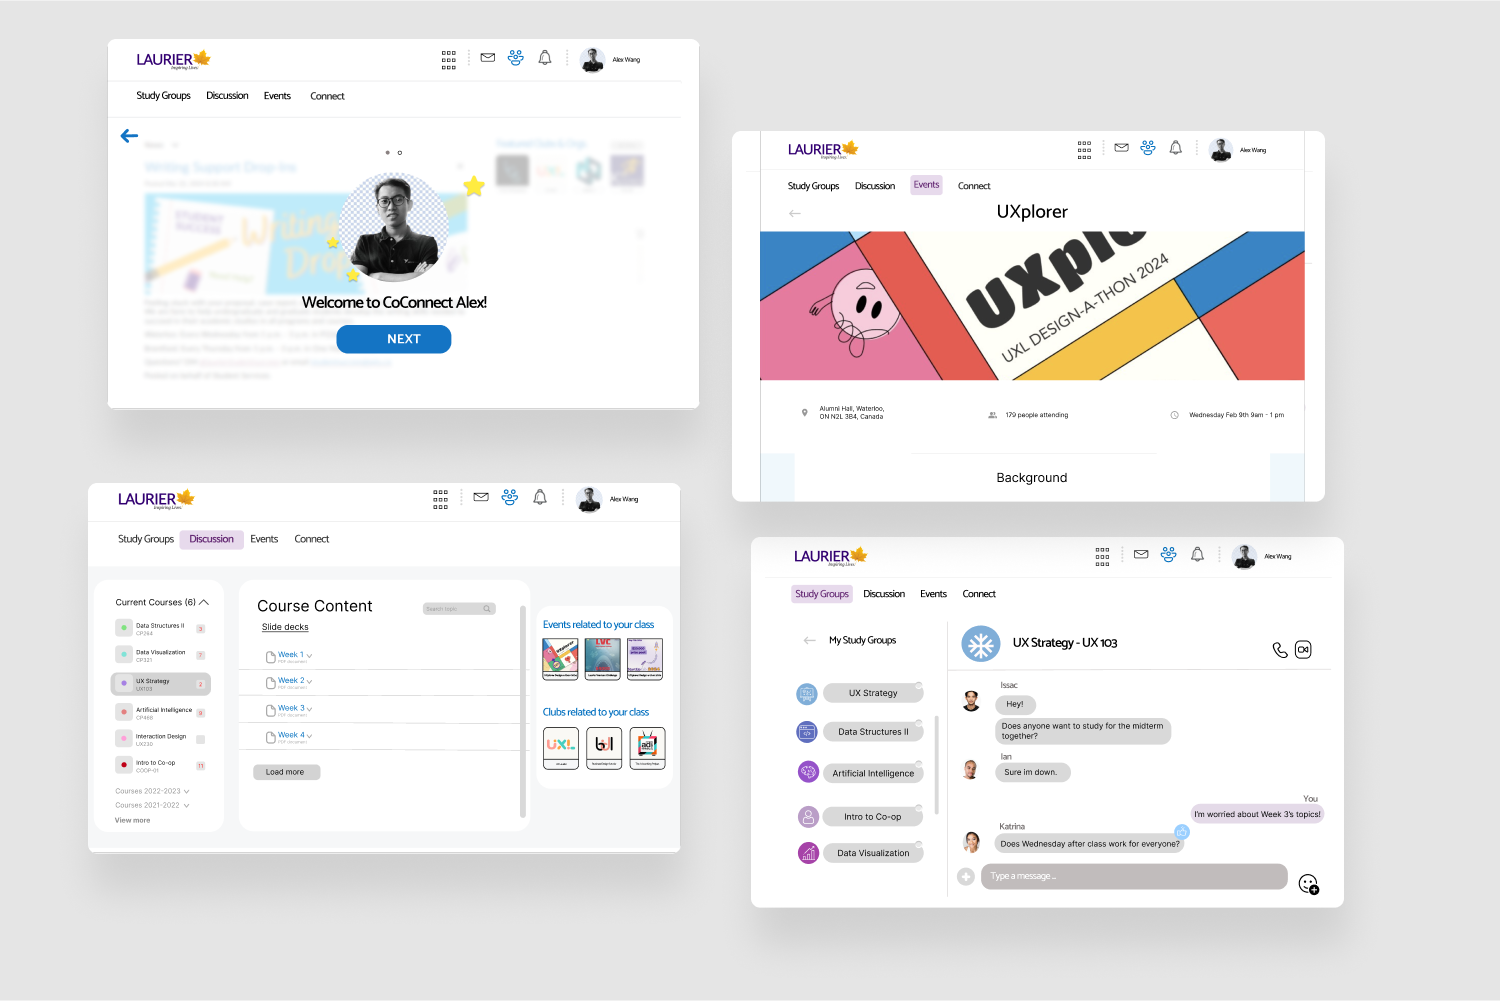 LAURIER
Inspiring Lives.
Alex Wang
Study Groups
Discussion
Events
Connect
Writing Support Drop-Ins
STUDENT
SUCCESS
Writing
Drop
Welcome to CoConnect Alex!
NEXT
LAURIER
Inspiring Lives.
Alex Wang
Study Groups
Discussion
Events
Connect
UXplorer
UXplo
UXL DESIGN-A-THON 2024
Alumni Hall, Waterloo,
ON N2L 3B4, Canada
179 people attending
Wednesday Feb 9th 9am - 1 pm
Background
LAURIER
Inspiring Lives.
Alex Wang
Study Groups
Discussion
Events
Connect
Current Courses (6)
Data Structures II
CP264
3
Data Visualization
CP321
7
UX Strategy
UX103
2
Artificial Intelligence
CP468
9
Interaction Design
UX230
Intro to Co-op
COOP-01
11
Courses 2022-2023
Courses 2021-2022
View more
Course Content
Search topic
Slide decks
Week 1
PDF document
Week 2
PDF document
Week 3
PDF document
Week 4
PDF document
Load more
Events related to your class
LVC
Clubs related to your class
UXL
adi
LAURIER
Inspiring Lives.
Alex Wang
Study Groups
Discussion
Events
Connect
My Study Groups
UX Strategy
Data Structures II
Artificial Intelligence
Intro to Co-op
Data Visualization
UX Strategy - UX 103
Issac
Hey!
Does anyone want to study for the midterm
together?
Ian
Sure im down.
You
I'm worried about Week 3's topics!
Katrina
Does Wednesday after class work for everyone?
Type a message ...